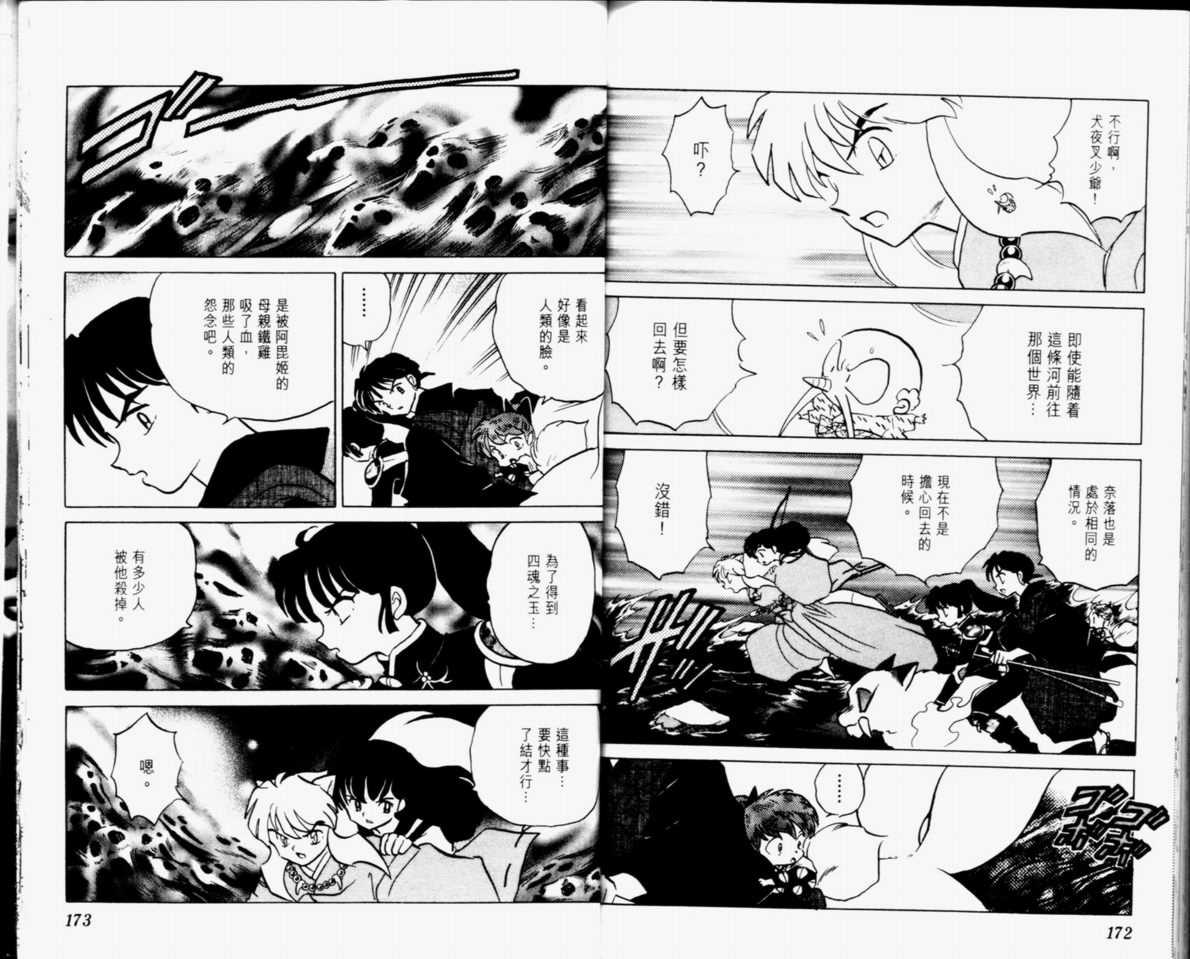 不行啊，
犬夜叉少爺！
吓？
即使能隨着
這條河前往
那個世界…
但要怎樣
回去啊？
奈落也是
處於相同的
情況。
現在不是
擔心回去的
時候。
沒錯！
ゴゴ
ゴゴ
……
172
看起來
好像是
人類的臉。
……
是被阿毘姬的
母親鐵雞
吸了血，
那些人類的
怨念吧。
為了得到
四魂之玉…
有多少人
被他殺掉。
這種事…
要快點
了結才行…
嗯。
173